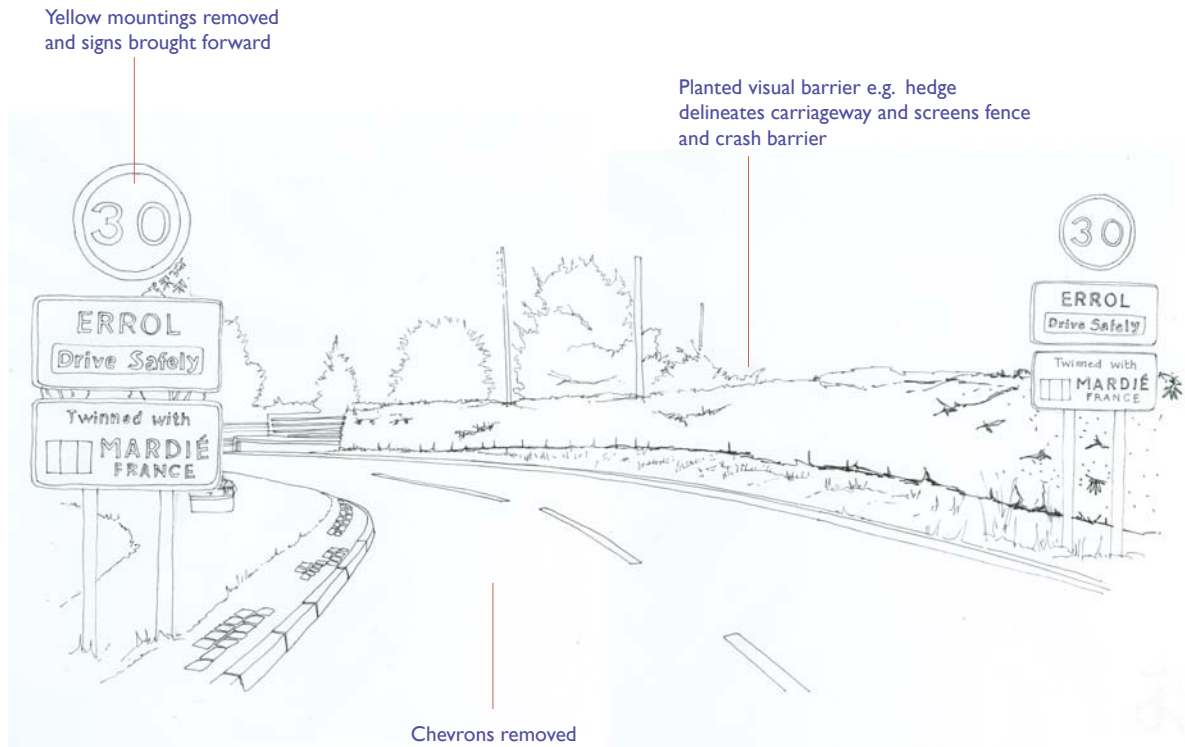 Yellow mountings removed
and signs brought forward
Planted visual barrier e.g. hedge
delineates carriageway and screens fence
and crash barrier
30
ERROL
Drive Safely
Twinned with
MARDIÉ
FRANCE
30
ERROL
Drive Safely
Twinned with
MARDIÉ
FRANCE
Chevrons removed